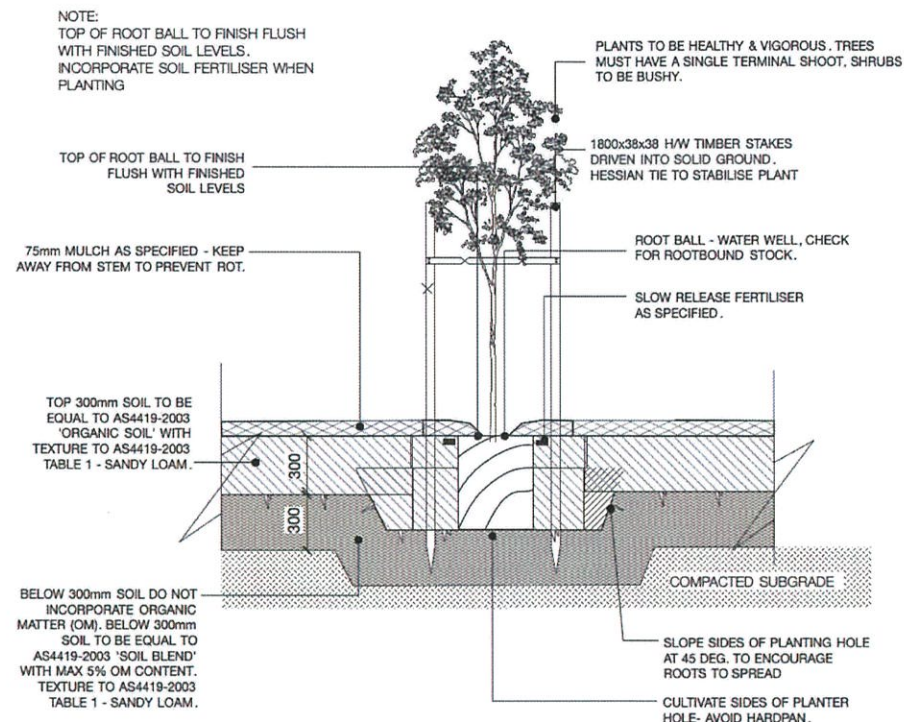 NOTE:
TOP OF ROOT BALL TO FINISH FLUSH
WITH FINISHED SOIL LEVELS.
INCORPORATE SOIL FERTILISER WHEN
PLANTING
TOP OF ROOT BALL TO FINISH
FLUSH WITH FINISHED
SOIL LEVELS
75mm MULCH AS SPECIFIED - KEEP
AWAY FROM STEM TO PREVENT ROT.
TOP 300mm SOIL TO BE
EQUAL TO AS4419-2003
'ORGANIC SOIL' WITH
TEXTURE TO AS4419-2003
TABLE 1 - SANDY LOAM.
BELOW 300mm SOIL DO NOT
INCORPORATE ORGANIC
MATTER (OM). BELOW 300mm
SOIL TO BE EQUAL TO
AS4419-2003 'SOIL BLEND'
WITH MAX 5% OM CONTENT.
TEXTURE TO AS4419-2003
TABLE 1 - SANDY LOAM.
300
300
PLANTS TO BE HEALTHY & VIGOROUS. TREES
MUST HAVE A SINGLE TERMINAL SHOOT, SHRUBS
TO BE BUSHY.
1800x38x38 H/W TIMBER STAKES
DRIVEN INTO SOLID GROUND.
HESSIAN TIE TO STABILISE PLANT
ROOT BALL - WATER WELL, CHECK
FOR ROOTBOUND STOCK.
SLOW RELEASE FERTILISER
AS SPECIFIED.
COMPACTED SUBGRADE
SLOPE SIDES OF PLANTING HOLE
AT 45 DEG. TO ENCOURAGE
ROOTS TO SPREAD
CULTIVATE SIDES OF PLANTER
HOLE- AVOID HARDPAN.